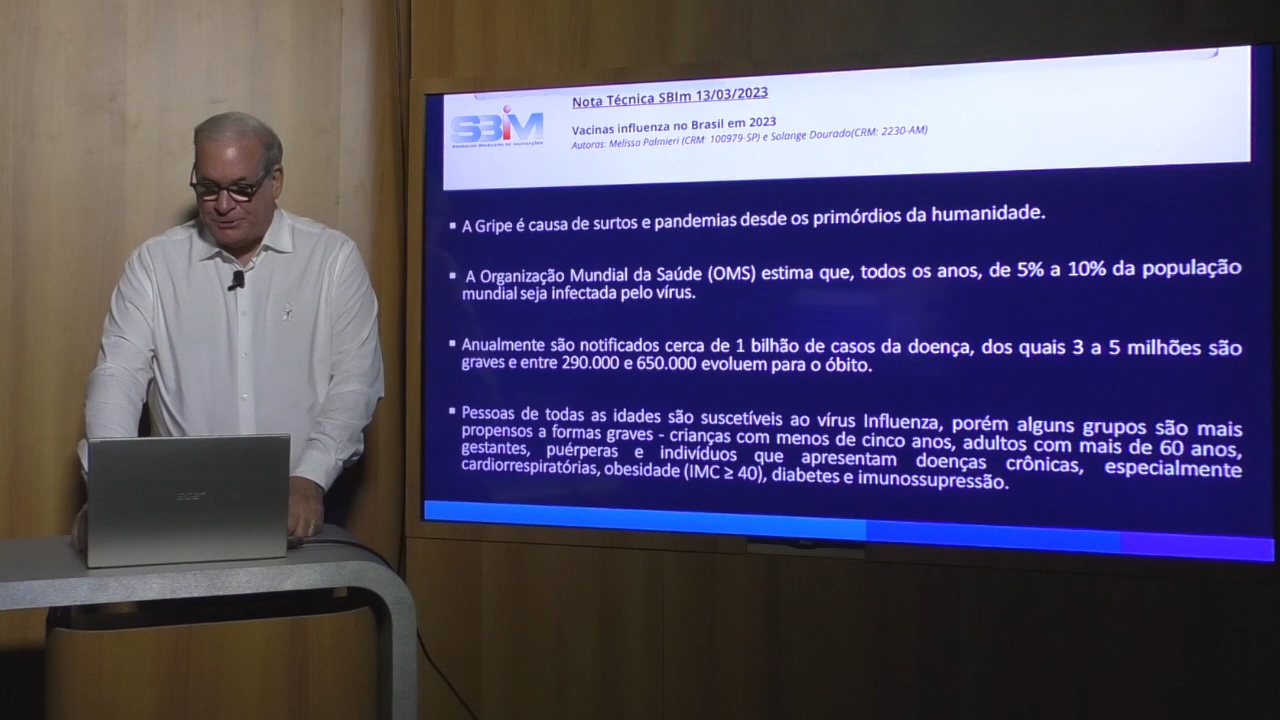 Nota Técnica SBIm 13/03/2023
SBIM
SOCIEDADE BRASILEIRA DE IMUNIZAÇÕES
Vacinas influenza no Brasil em 2023
Autoras: Melissa Palmieri (CRM: 100979-SP) e Solange Dourado(CRM: 2230-AM)
▪ A Gripe é causa de surtos e pandemias desde os primórdios da humanidade.
▪ A Organização Mundial da Saúde (OMS) estima que, todos os anos, de 5% a 10% da população
mundial seja infectada pelo vírus.
▪ Anualmente são notificados cerca de 1 bilhão de casos da doença, dos quais 3 a 5 milhões são
graves e entre 290.000 e 650.000 evoluem para o óbito.
▪ Pessoas de todas as idades são suscetíveis ao vírus Influenza, porém alguns grupos são mais
propensos a formas graves - crianças com menos de cinco anos, adultos com mais de 60 anos,
gestantes, puérperas e indivíduos que apresentam doenças crônicas, especialmente
cardiorrespiratórias, obesidade (IMC ≥ 40), diabetes e imunossupressão.
acer